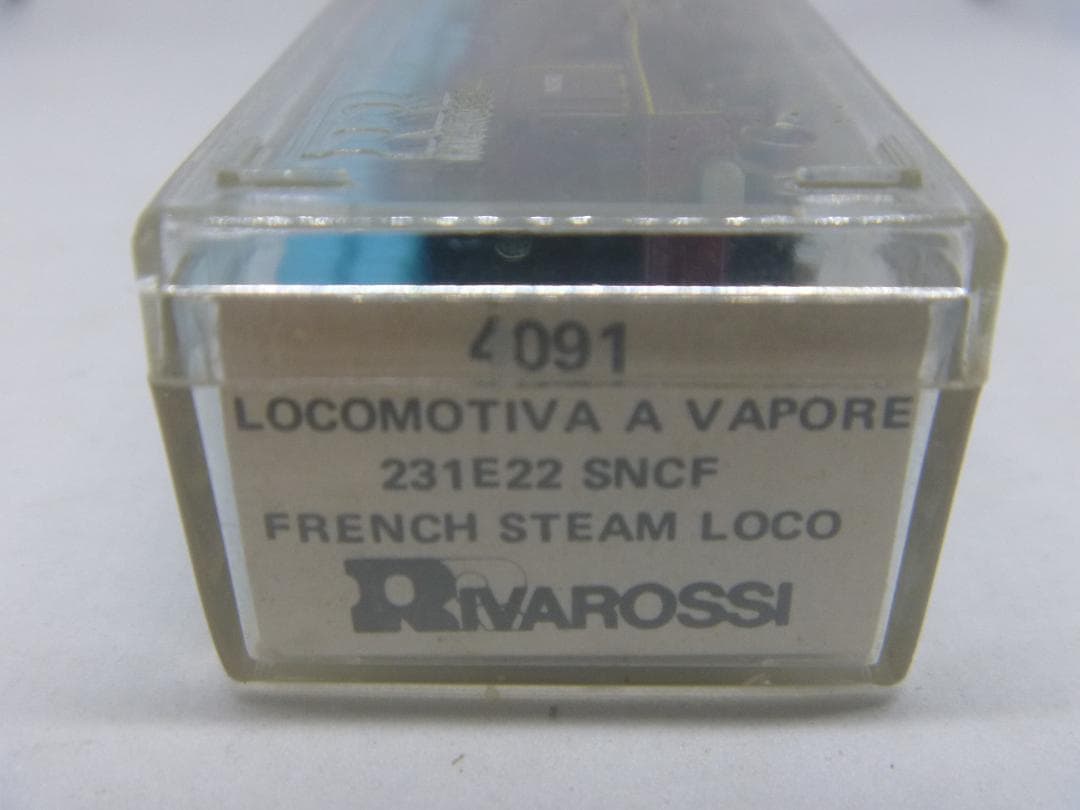 4091
LOCOMOTIVA A VAPORE
231E22 SNCF
FRENCH STEAM LOCO
RIVAROSSI